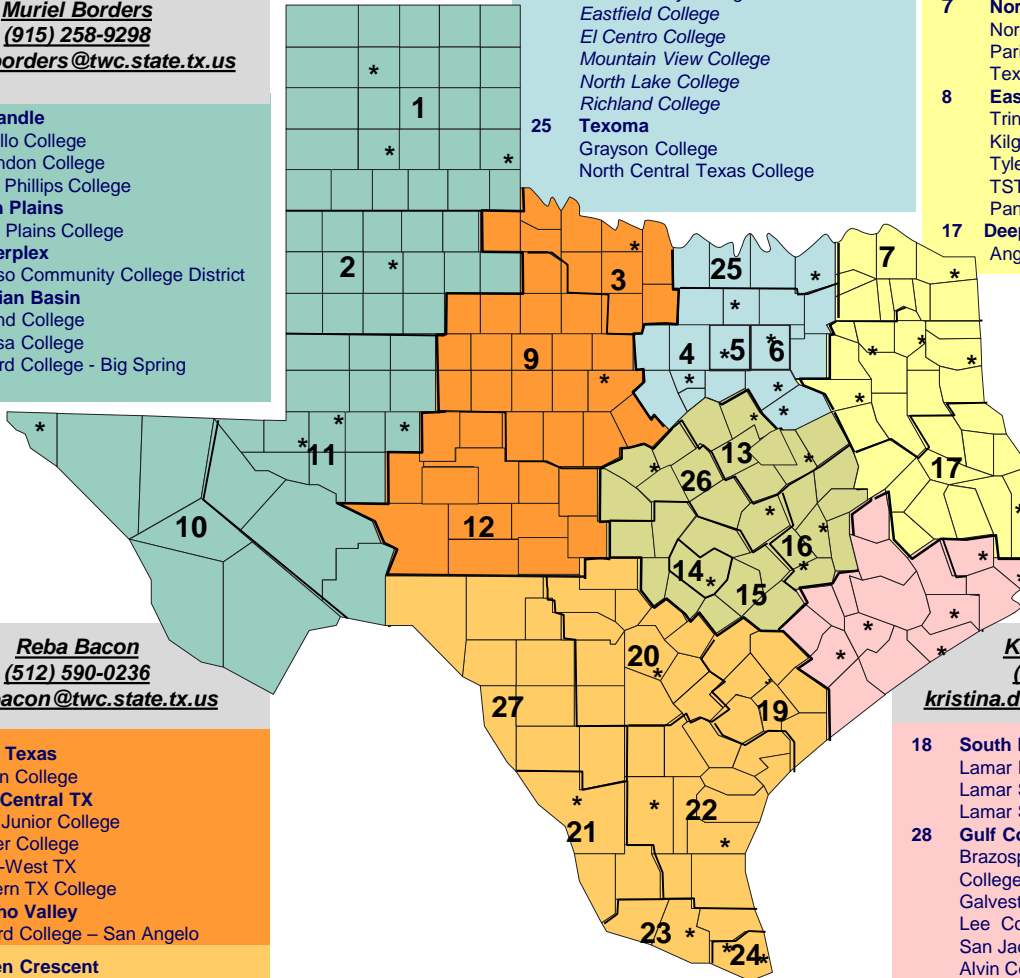 Muriel Borders
(915) 258-9298
borders@twc.state.tx.us
andle
llo College
ndon College
Phillips College
Plains
Plains College
erplex
so Community College District
ian Basin
nd College
sa College
rd College - Big Spring
Eastfield College
El Centro College
Mountain View College
North Lake College
Richland College
25 Texoma
Grayson College
North Central Texas College
7 Nor
Nor
Pari
Tex
8 Eas
Trin
Kilg
Tyle
TST
Pan
17 Deep
Ang
1
2
3
25
7
9
4
*5
6
11
13
26
17
10
12
14
16
15
20
27
19
21
22
23
24
Reba Bacon
(512) 590-0236
bacon@twc.state.tx.us
Texas
n College
Central TX
Junior College
er College
-West TX
ern TX College
ho Valley
rd College – San Angelo
en Crescent
K
(
kristina.d
18 South
Lamar
Lamar S
Lamar S
28 Gulf Co
Brazosp
College
Galvest
Lee Co
San Jac
Alvin Co